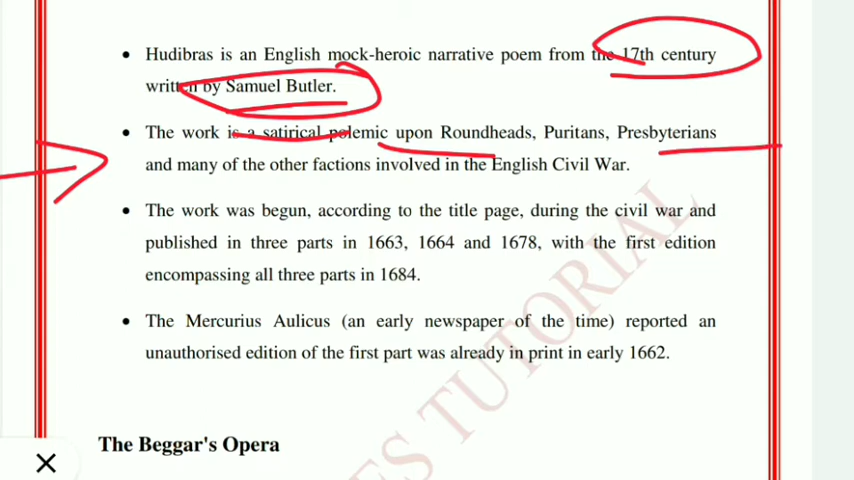 • Hudibras is an English mock-heroic narrative poem from the 17th century
written by Samuel Butler.
• The work is a satirical polemic upon Roundheads, Puritans, Presbyterians
and many of the other factions involved in the English Civil War.
• The work was begun, according to the title page, during the civil war and
published in three parts in 1663, 1664 and 1678, with the first edition
encompassing all three parts in 1684.
• The Mercurius Aulicus (an early newspaper of the time) reported an
unauthorised edition of the first part was already in print in early 1662.
The Beggar's Opera
ES TUTORIAL